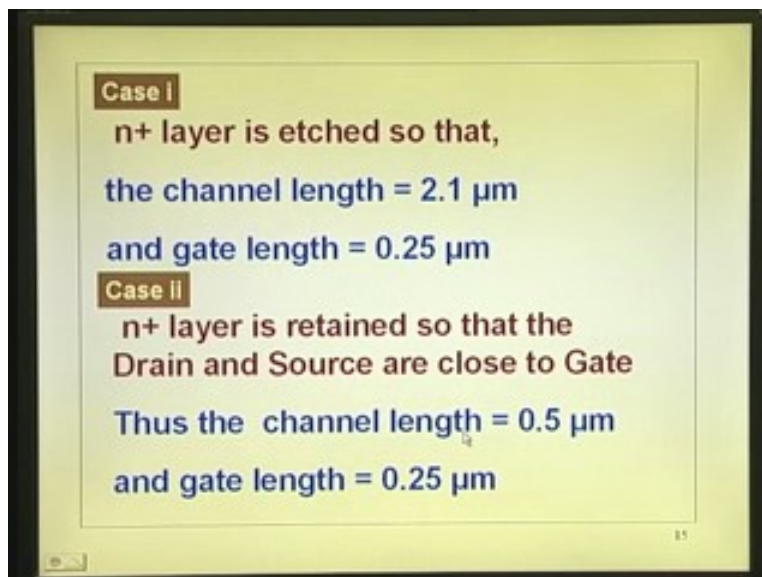 Case i
n+ layer is etched so that,
the channel length = 2.1 µm
and gate length = 0.25 µm
Case ii
n+ layer is retained so that the
Drain and Source are close to Gate
Thus the channel length = 0.5 µm
and gate length = 0.25 µm
15